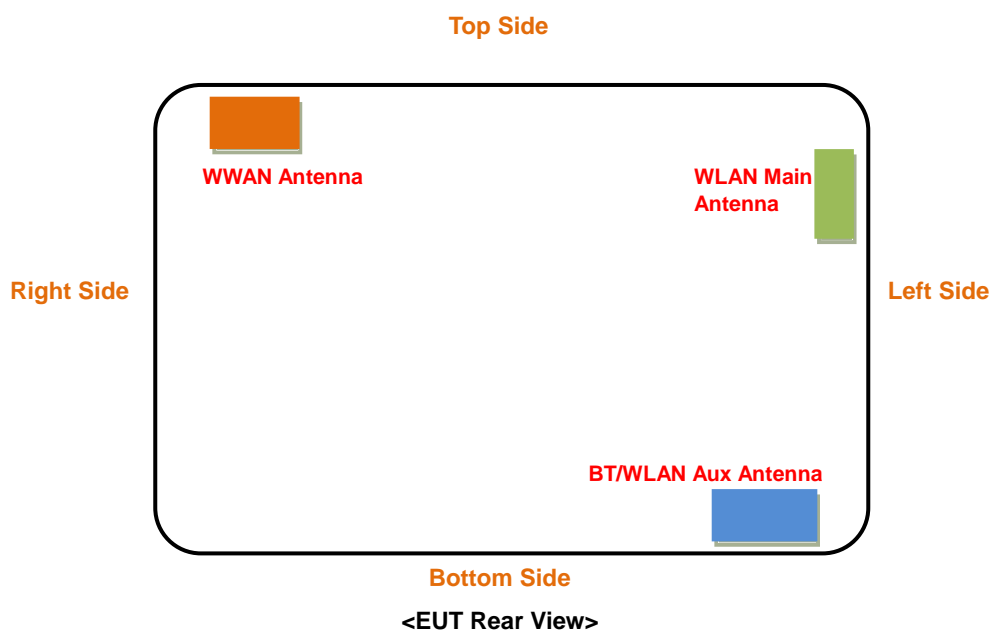 Top Side
WWAN Antenna
WLAN Main
Antenna
Right Side
Left Side
BT/WLAN Aux Antenna
Bottom Side
<EUT Rear View>